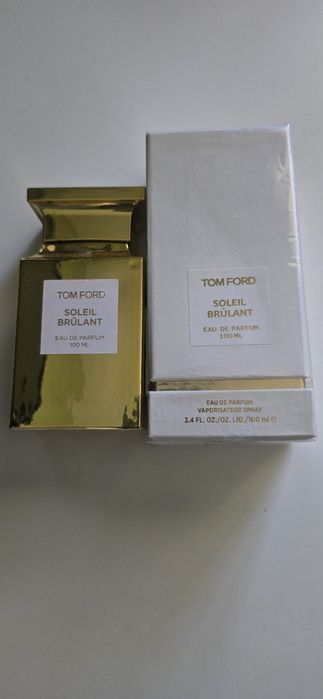 TOM FORD
SOLEIL
BRÛLANT
EAU DE PARFUM
100 ML
TOM FORD
SOLEIL
BRÛLANT
EAU DE PARFUM
100 ML
EAU DE PARFUM
VAPORISATEUR SPRAY
3.4 FL. OZ./OZ. LIQ./100 ml ℮